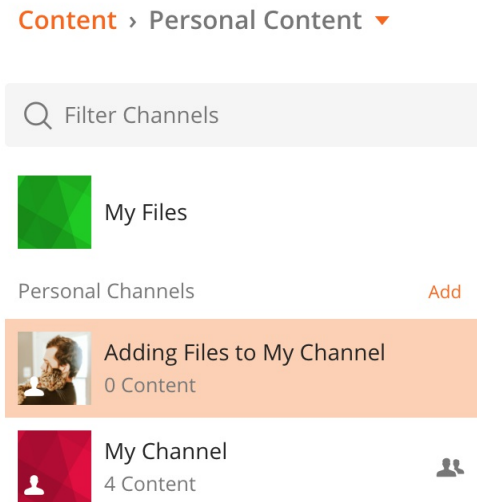 Content › Personal Content
Filter Channels
My Files
Personal Channels Add
Adding Files to My Channel
0 Content
My Channel
4 Content